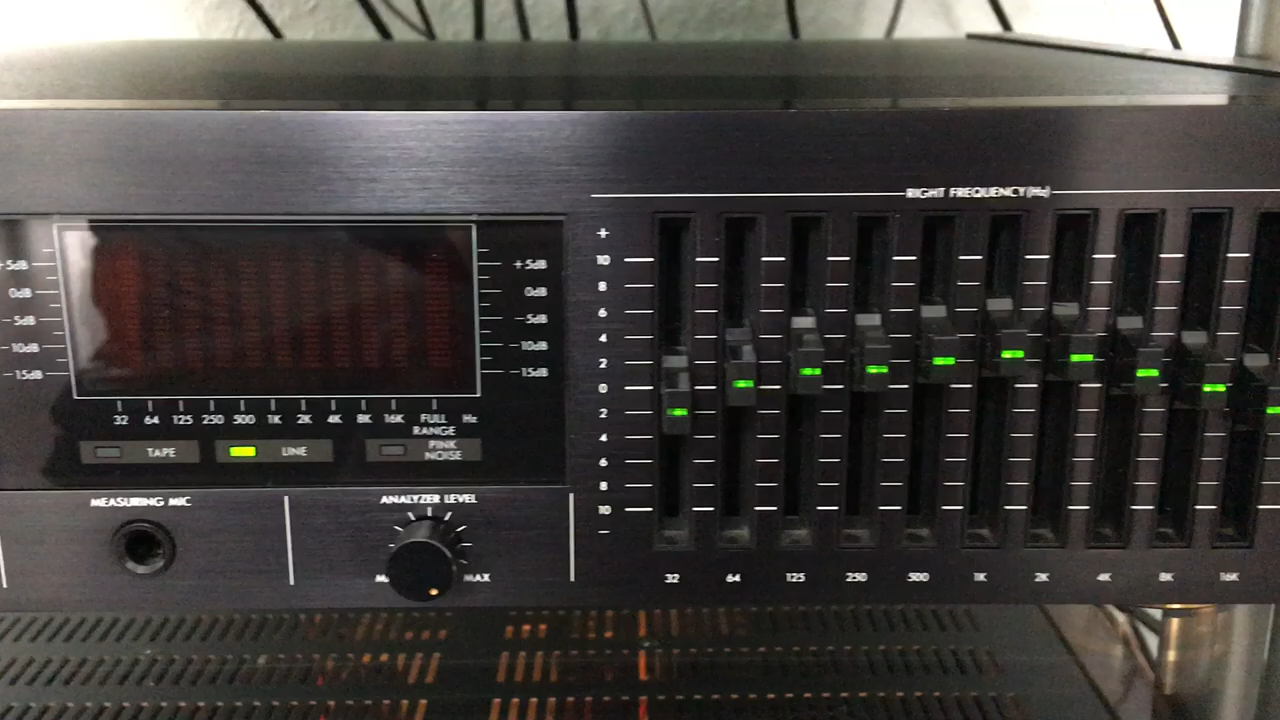 RIGHT FREQUENCY (Hz)
+
10
8
6
4
2
0
2
4
6
8
10
−
32 64 125 250 500 1K 2K 4K 8K 16K
+5dB +5dB
0dB 0dB
−5dB −5dB
−10dB −10dB
−15dB −15dB
32 64 125 250 500 1K 2K 4K 8K 16K FULL RANGE Hz
TAPE LINE PINK NOISE
MEASURING MIC
ANALYZER LEVEL
MAX